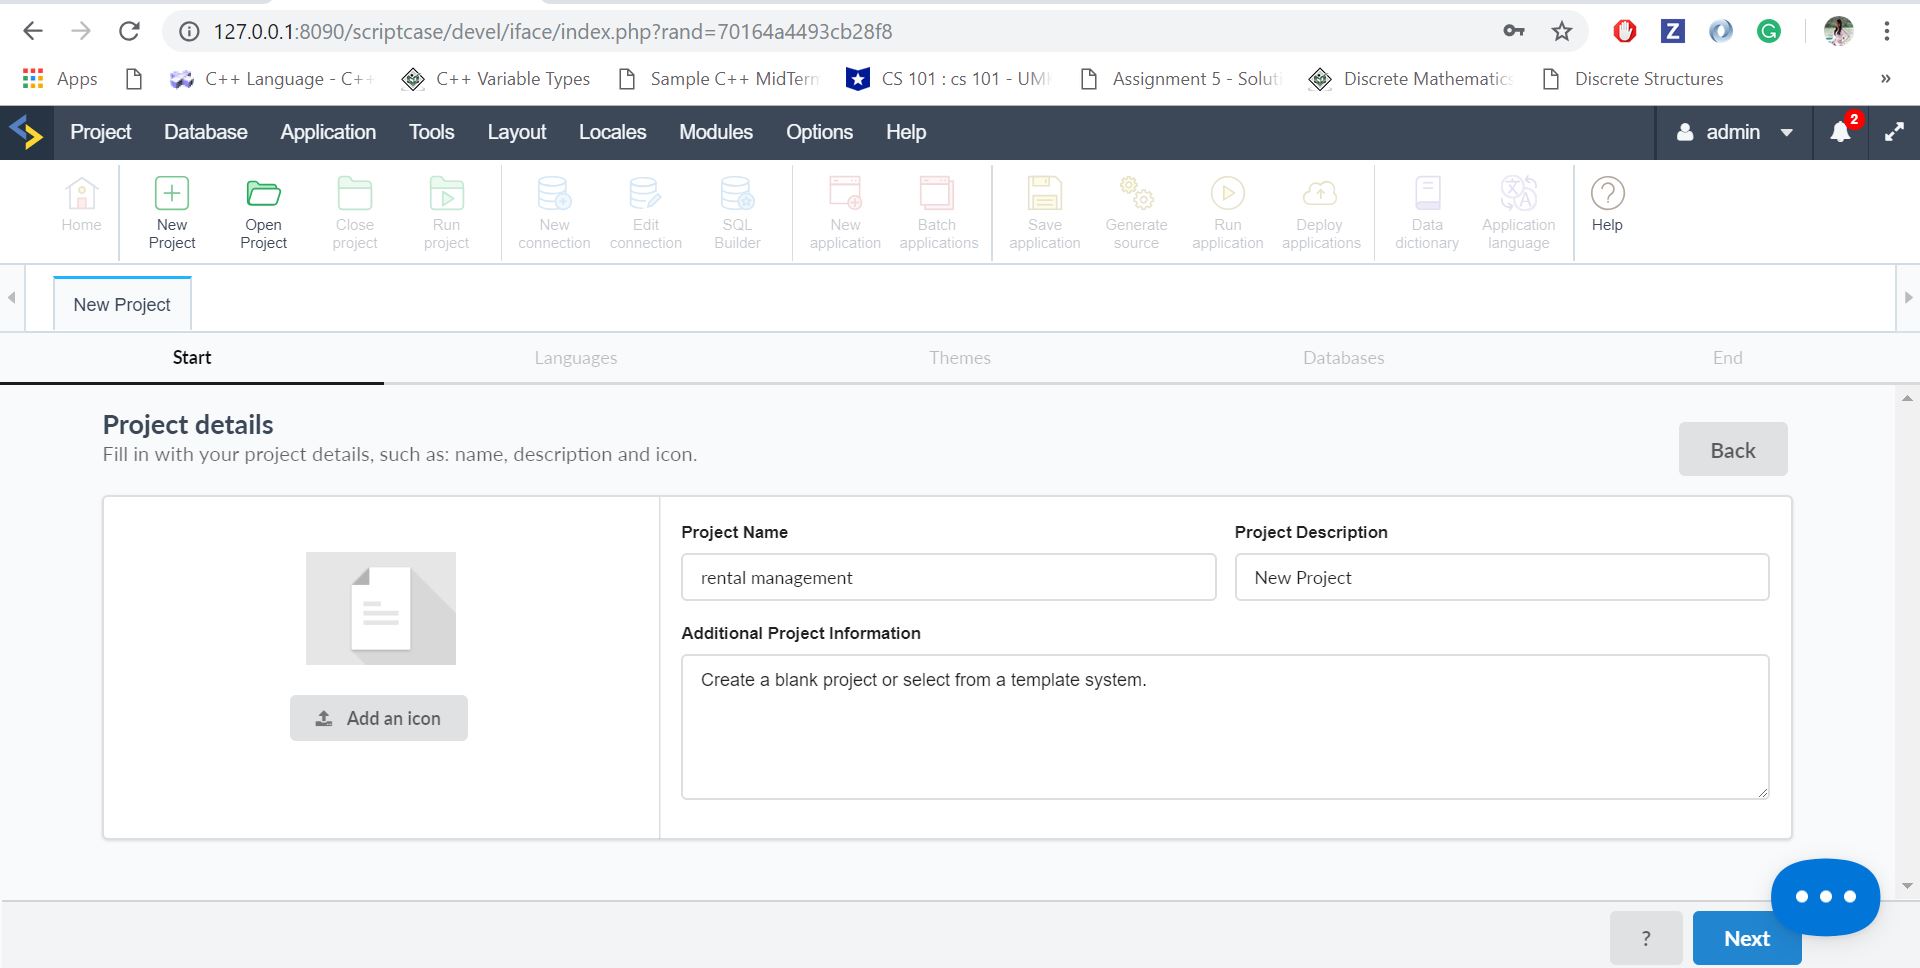 127.0.0.1:8090/scriptcase/devel/iface/index.php?rand=70164a4493cb28f8
Z
G
Apps
C++ Language - C++
C++ Variable Types
Sample C++ MidTerm
CS 101 : cs 101 - UM
Assignment 5 - Soluti
Discrete Mathematics
Discrete Structures
»
Project
Database
Application
Tools
Layout
Locales
Modules
Options
Help
admin
2
Home
New Project
Open Project
Close project
Run project
New connection
Edit connection
SQL Builder
New application
Batch applications
Save application
Generate source
Run application
Deploy applications
Data dictionary
Application language
Help
New Project
Start
Languages
Themes
Databases
End
Project details
Fill in with your project details, such as: name, description and icon.
Back
Add an icon
Project Name
rental management
Project Description
New Project
Additional Project Information
Create a blank project or select from a template system.
?
Next